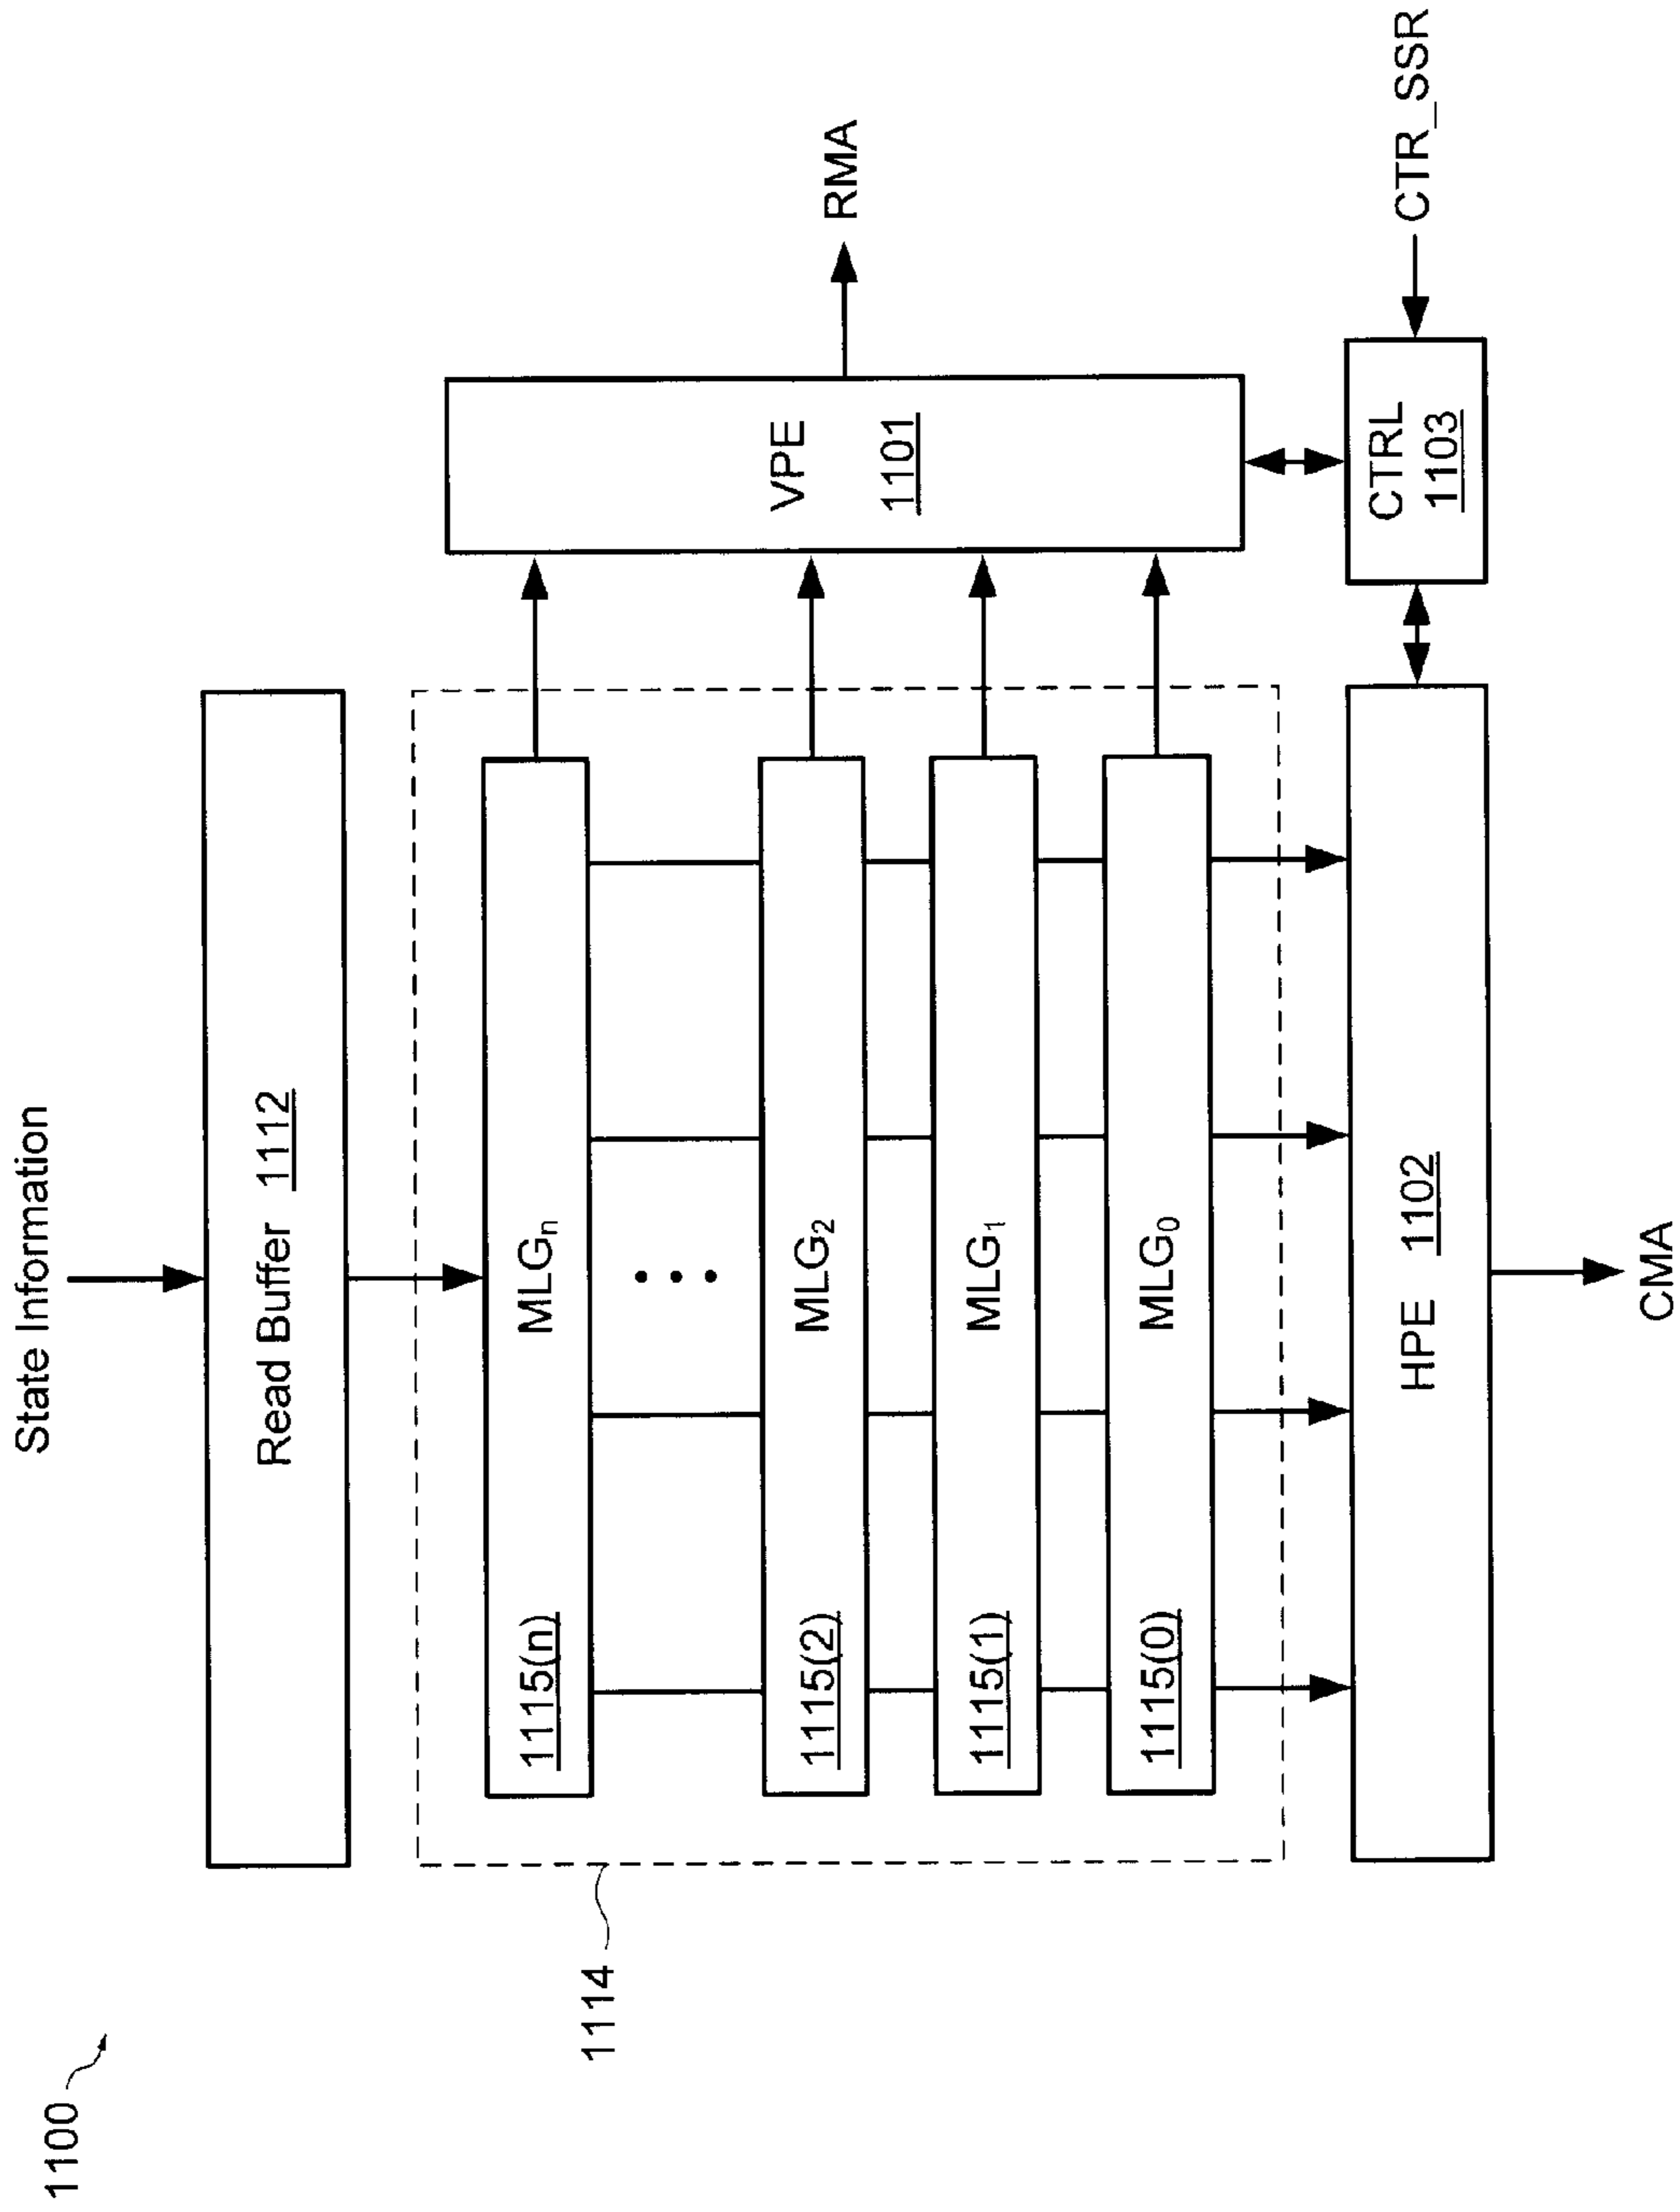 1100
State Information
Read Buffer 1112
1114
1115(n) MLGn
1115(2) MLG2
1115(1) MLG1
1115(0) MLG0
VPE
1101
RMA
HPE 1102
CTRL
1103
CTR_SSR
CMA